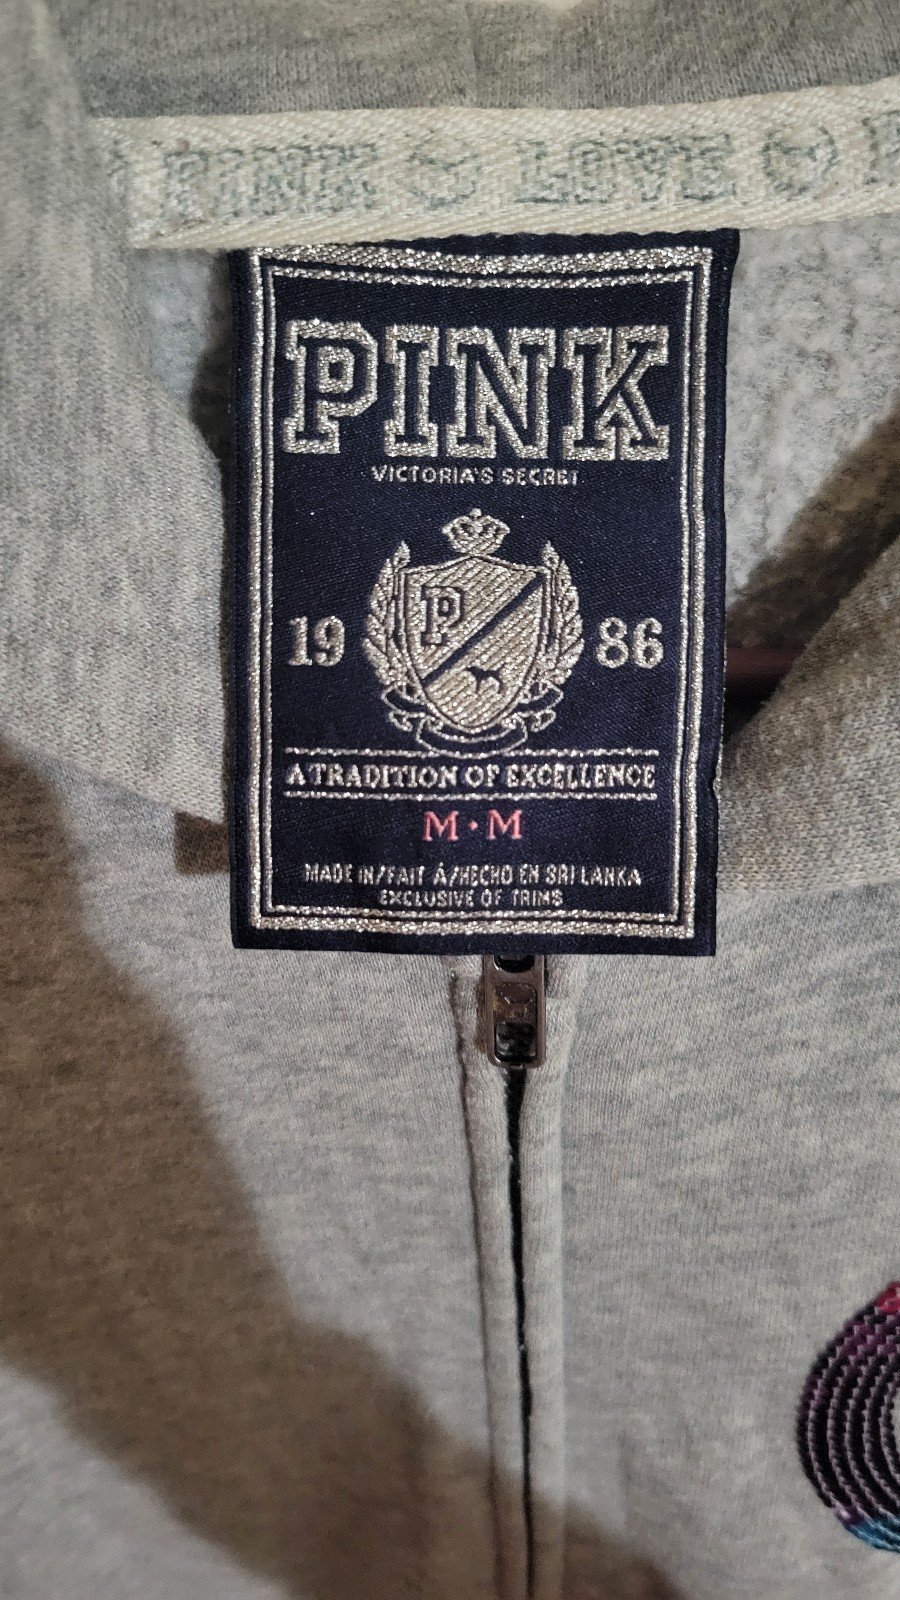 PINK LOVE
PINK
VICTORIA'S SECRET
P
19 86
A TRADITION OF EXCELLENCE
M·M
MADE IN/FAIT À/HECHO EN SRI LANKA
EXCLUSIVE OF TRIMS